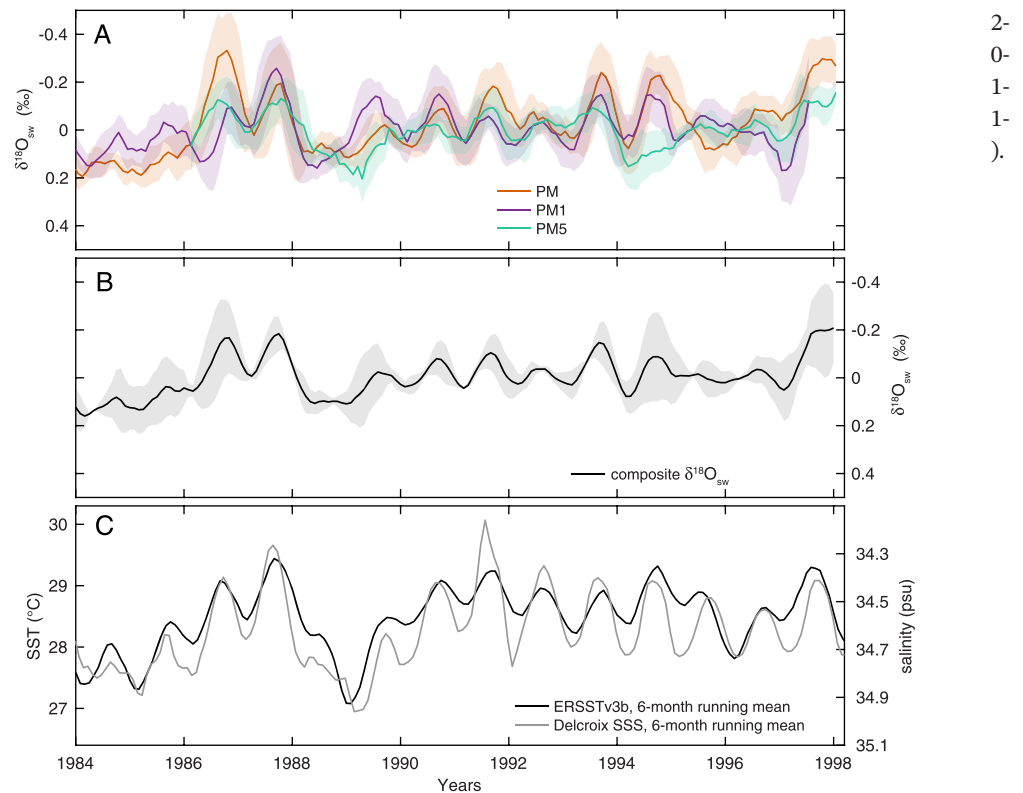 A
-0.4
-0.2
0
0.2
0.4
δ¹⁸Osw (‰)
PM
PM1
PM5
B
-0.4
-0.2
0
0.2
0.4
δ¹⁸Osw (‰)
composite δ¹⁸Osw
C
30
29
28
27
SST (°C)
34.3
34.5
34.7
34.9
35.1
salinity (psu)
ERSSTv3b, 6-month running mean
Delcroix SSS, 6-month running mean
1984 1986 1988 1990 1992 1994 1996 1998
Years
2-
0-
1-
1-
).